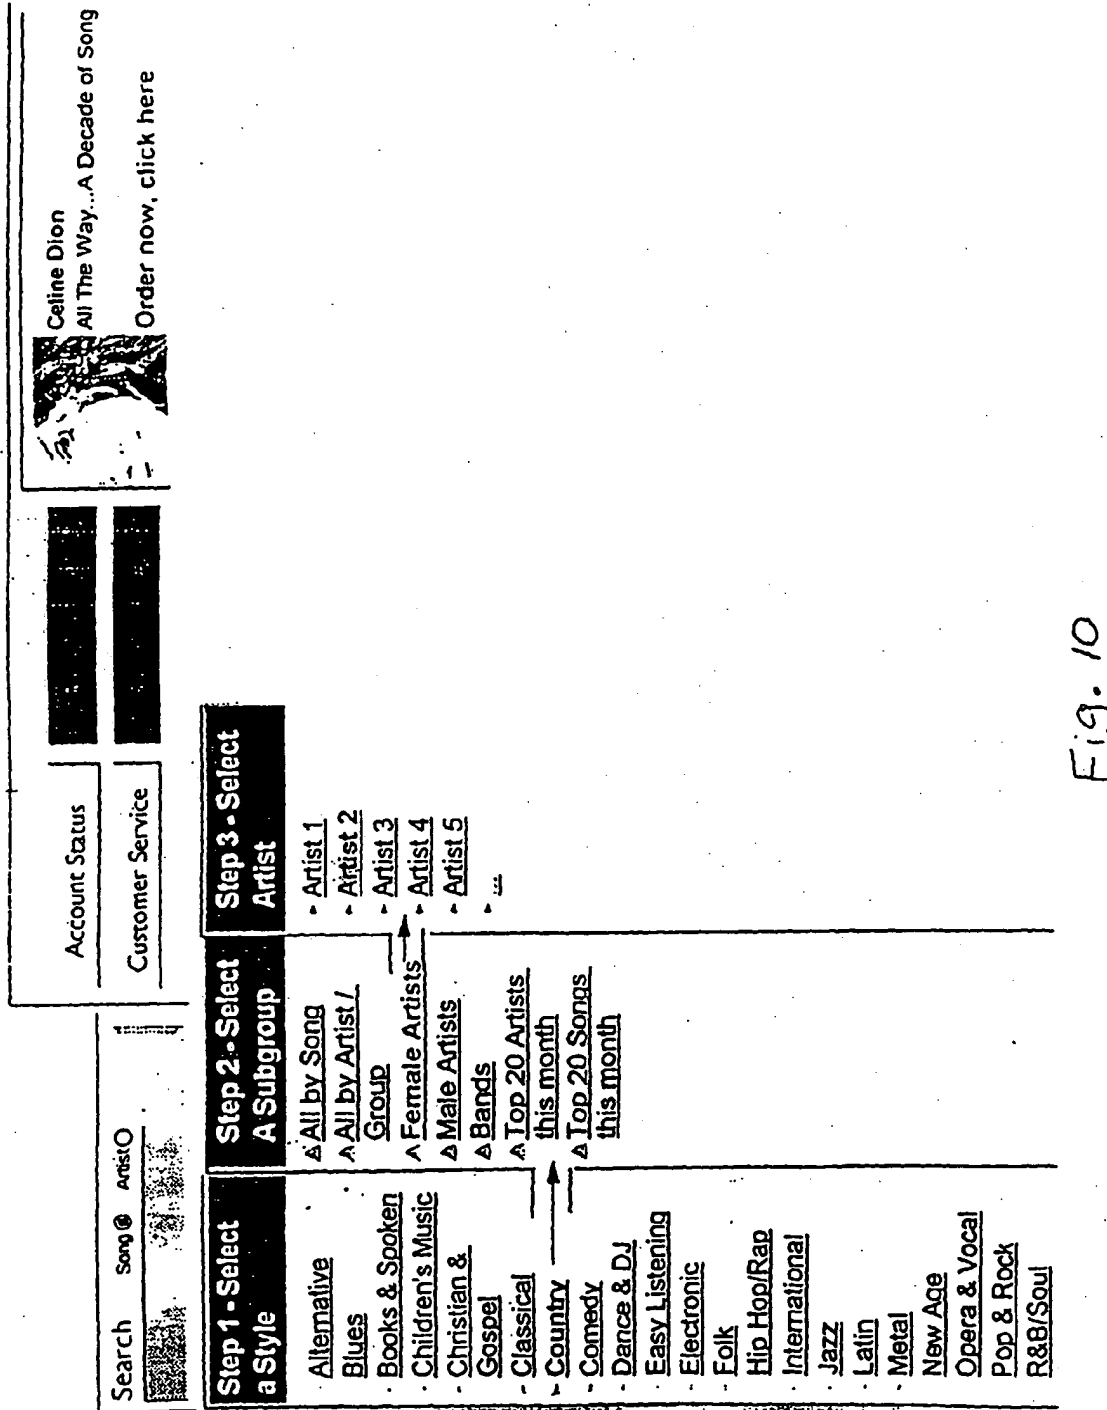 Search Song Artist
Account Status
Customer Service
Celine Dion
All The Way...A Decade of Song
Order now, click here
Step 1 - Select
a Style
Alternative
Blues
Books & Spoken
Children's Music
Christian &
Gospel
Classical
Country
Comedy
Dance & DJ
Easy Listening
Electronic
Folk
Hip Hop/Rap
International
Jazz
Latin
Metal
New Age
Opera & Vocal
Pop & Rock
R&B/Soul
Step 2 - Select
A Subgroup
All by Song
All by Artist /
Group
Female Artists
Male Artists
Bands
Top 20 Artists
this month
Top 20 Songs
this month
Step 3 - Select
Artist
Artist 1
Artist 2
Artist 3
Artist 4
Artist 5
...
Fig. 10